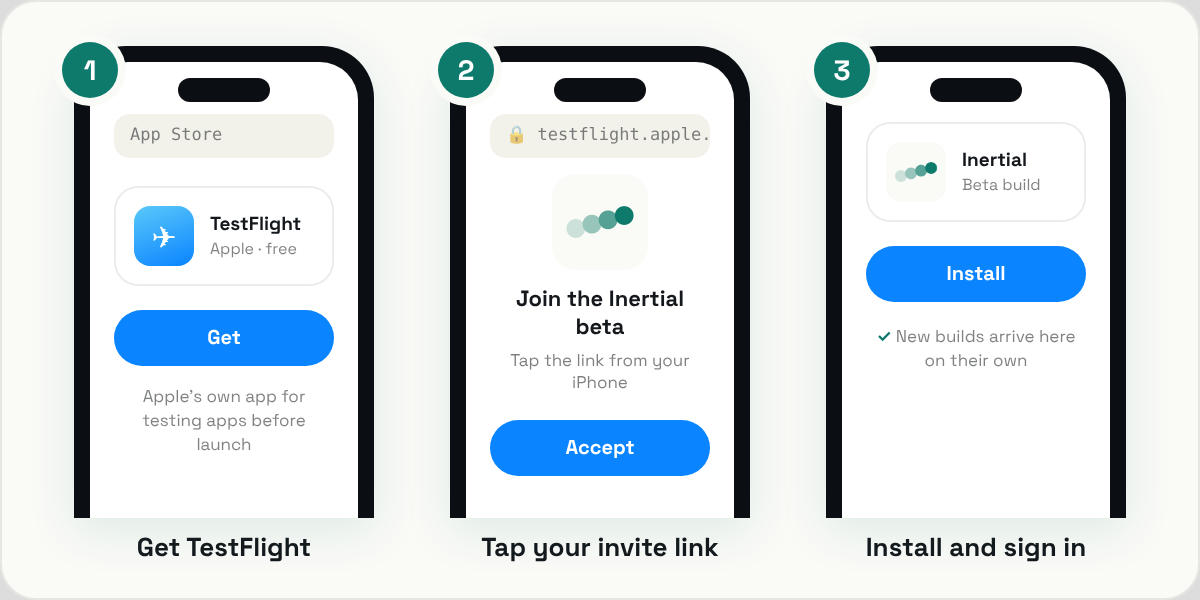 1
App Store
TestFlight
Apple · free
Get
Apple's own app for
testing apps before
launch
Get TestFlight
2
🔒 testflight.apple.
Join the Inertial
beta
Tap the link from your
iPhone
Accept
Tap your invite link
3
Inertial
Beta build
Install
✓ New builds arrive here
on their own
Install and sign in